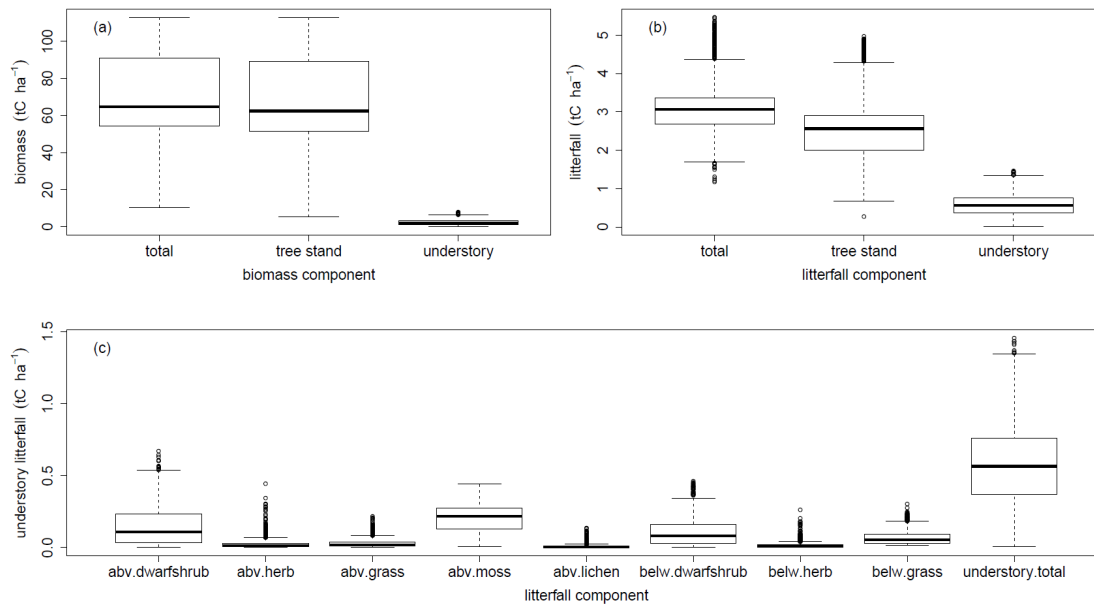 (a)
biomass (tC ha−1)
0 20 40 60 80 100
total tree stand understory
biomass component
(b)
litterfall (tC ha−1)
0 1 2 3 4 5
total tree stand understory
litterfall component
(c)
understory litterfall (tC ha−1)
0.0 0.5 1.0 1.5
abv.dwarfshrub abv.herb abv.grass abv.moss abv.lichen belw.dwarfshrub belw.herb belw.grass understory.total
litterfall component